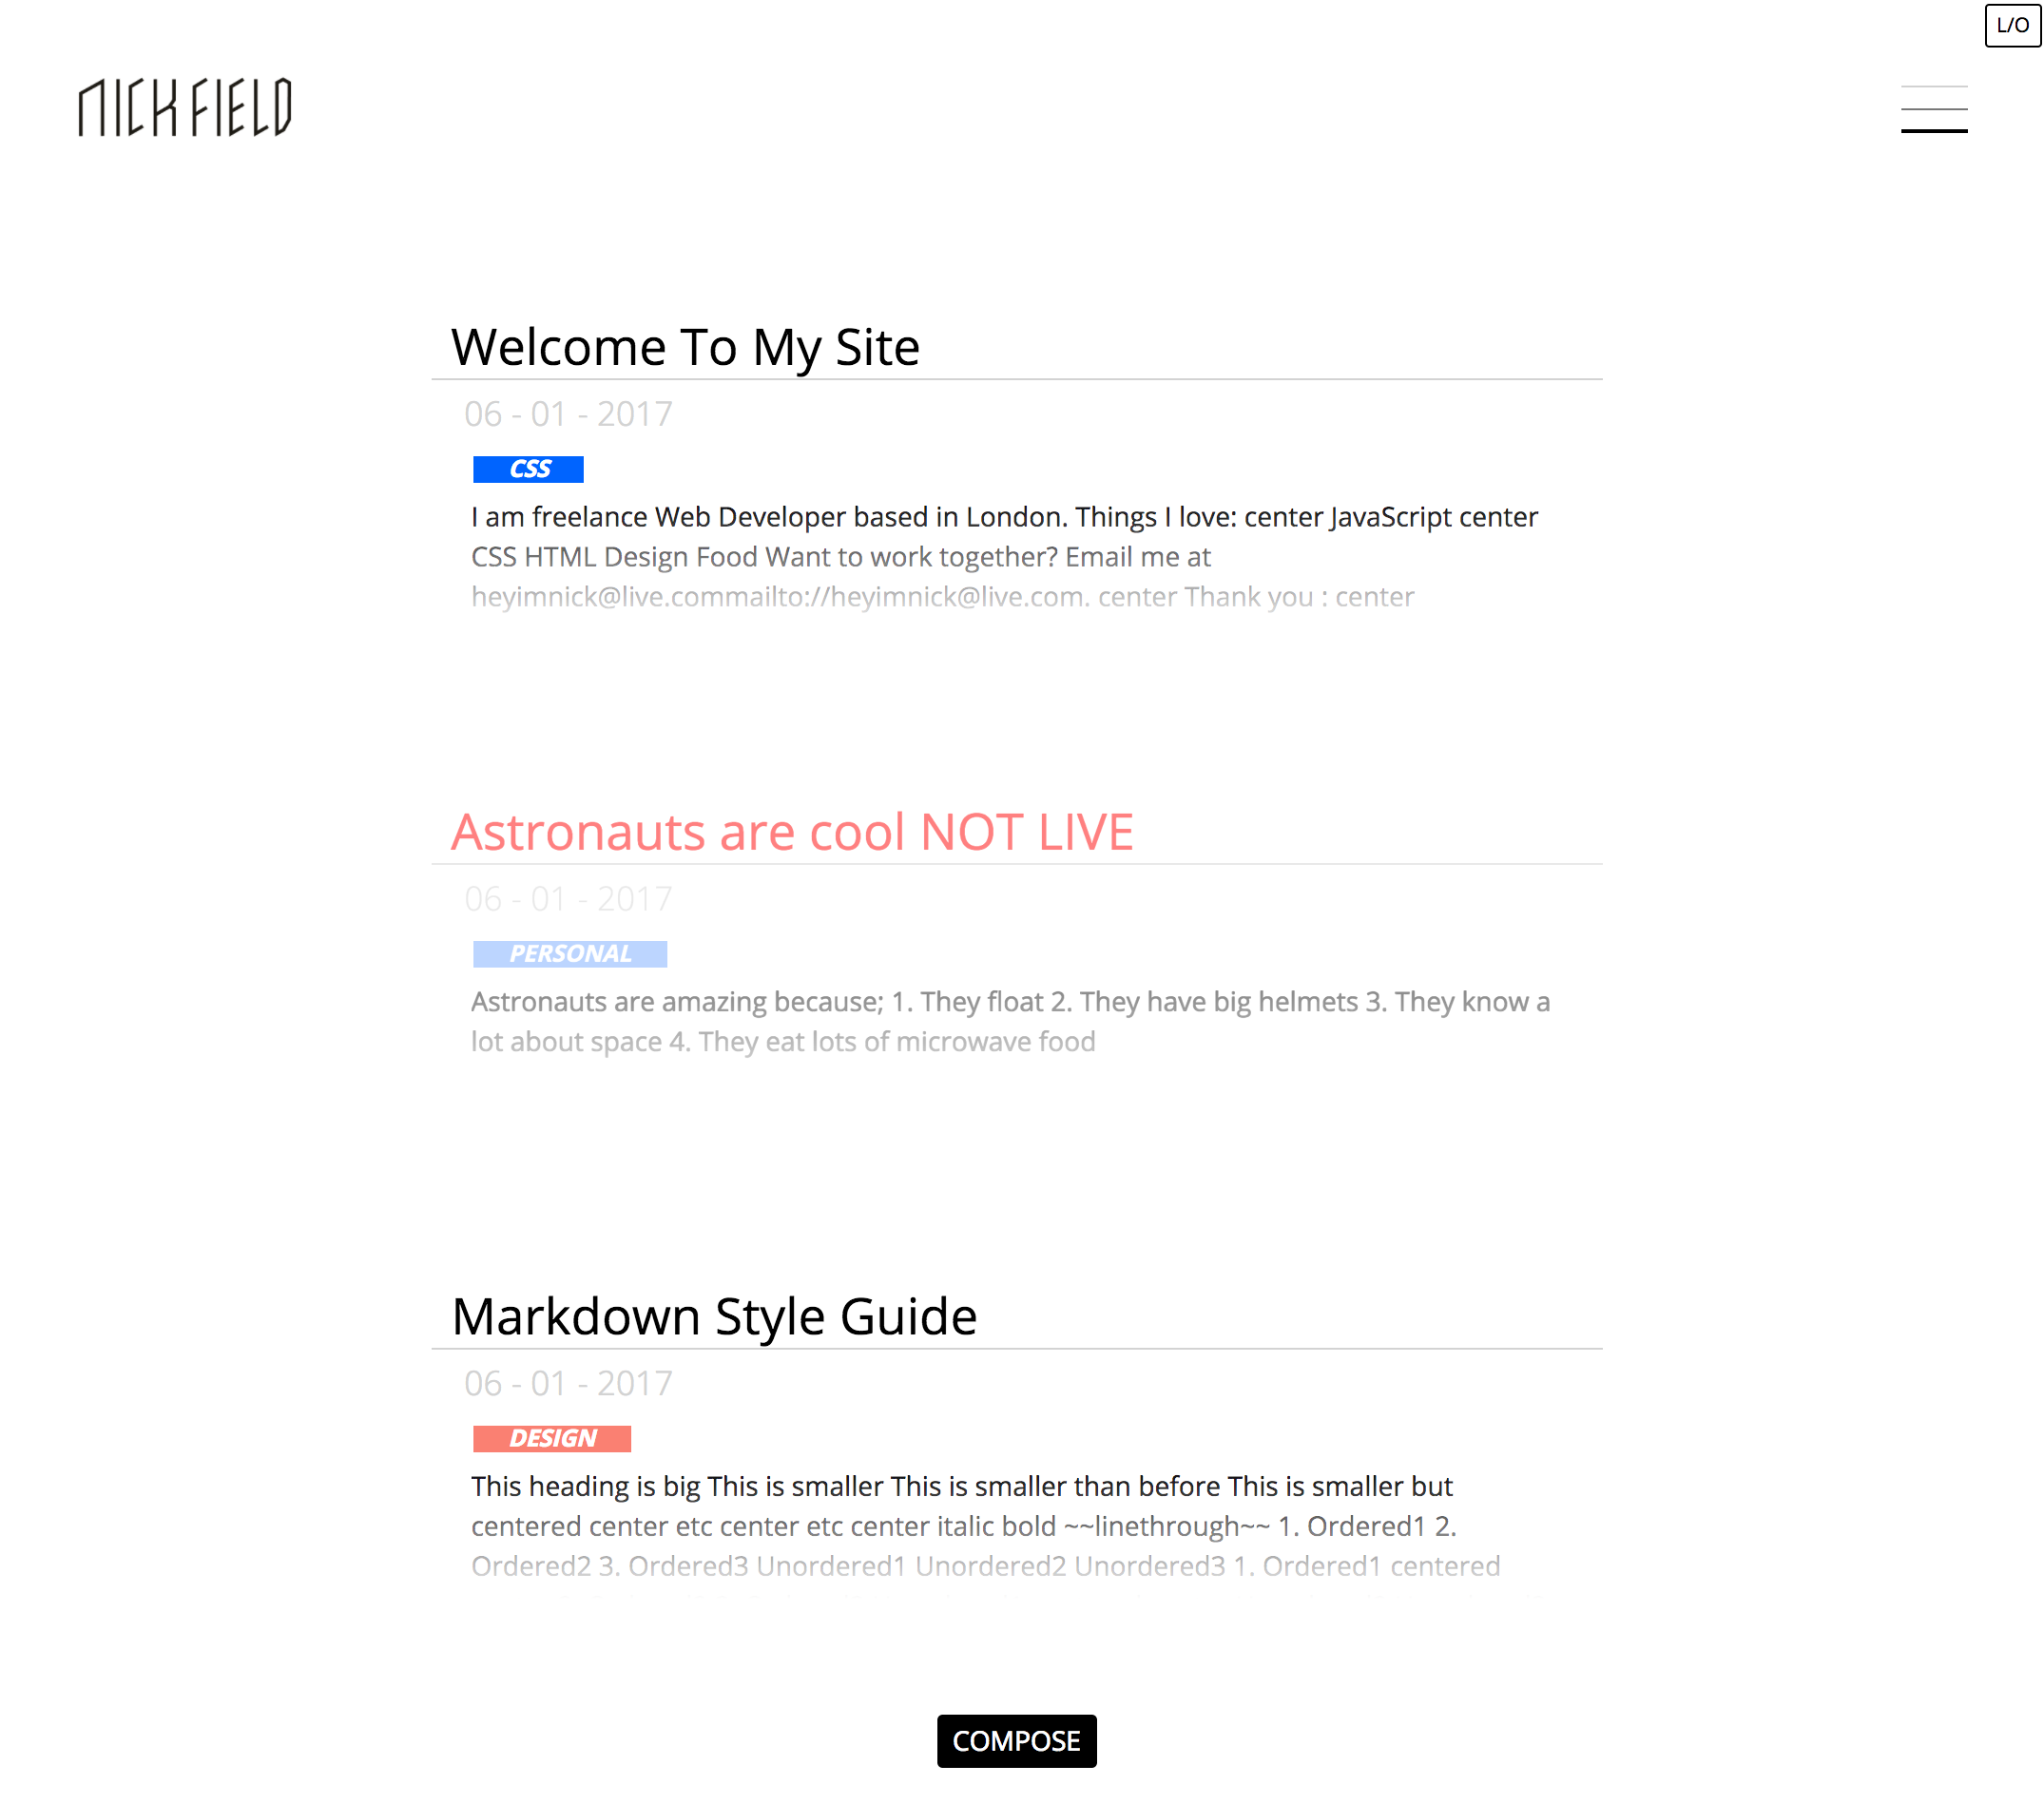 L/O
NICK FIELD
Welcome To My Site
06 - 01 - 2017
CSS
I am freelance Web Developer based in London. Things I love: center JavaScript center
CSS HTML Design Food Want to work together? Email me at
heyimnick@live.commailto://heyimnick@live.com. center Thank you : center
Astronauts are cool NOT LIVE
06 - 01 - 2017
PERSONAL
Astronauts are amazing because; 1. They float 2. They have big helmets 3. They know a
lot about space 4. They eat lots of microwave food
Markdown Style Guide
06 - 01 - 2017
DESIGN
This heading is big This is smaller This is smaller than before This is smaller but
centered center etc center etc center italic bold ~~linethrough~~ 1. Ordered1 2.
Ordered2 3. Ordered3 Unordered1 Unordered2 Unordered3 1. Ordered1 centered
COMPOSE